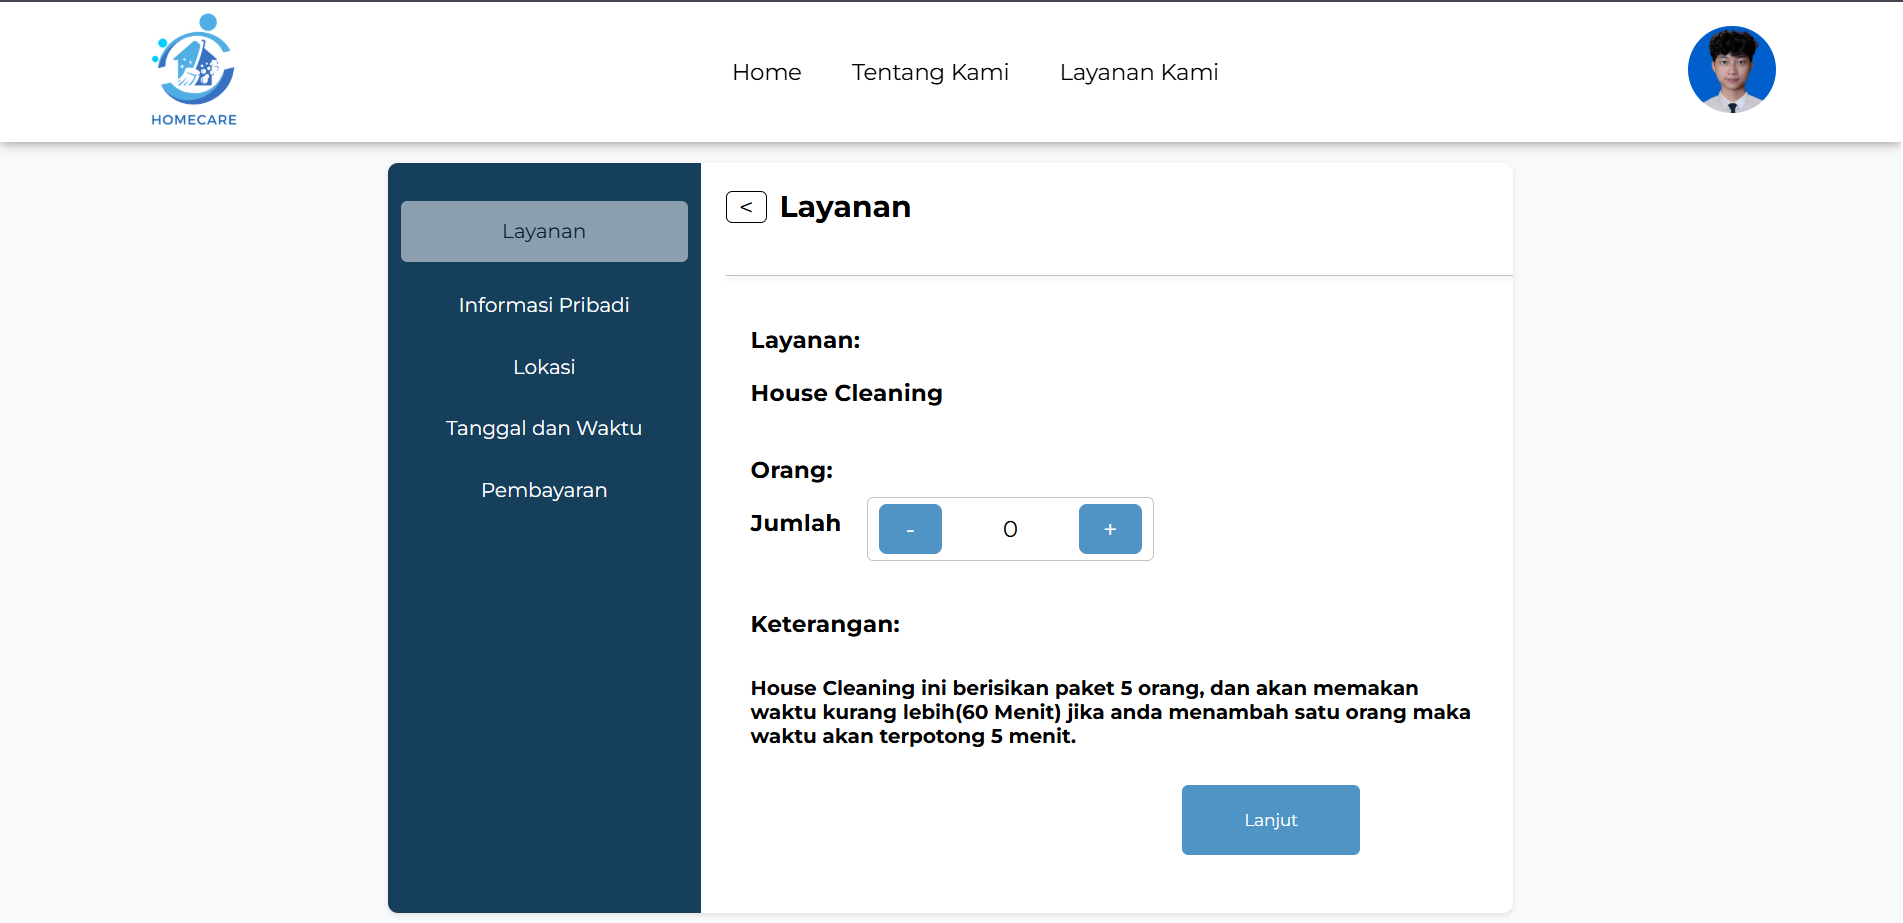 HOMECARE
Home
Tentang Kami
Layanan Kami
Layanan
Informasi Pribadi
Lokasi
Tanggal dan Waktu
Pembayaran
< Layanan
Layanan:
House Cleaning
Orang:
Jumlah - 0 +
Keterangan:
House Cleaning ini berisikan paket 5 orang, dan akan memakan
waktu kurang lebih(60 Menit) jika anda menambah satu orang maka
waktu akan terpotong 5 menit.
Lanjut